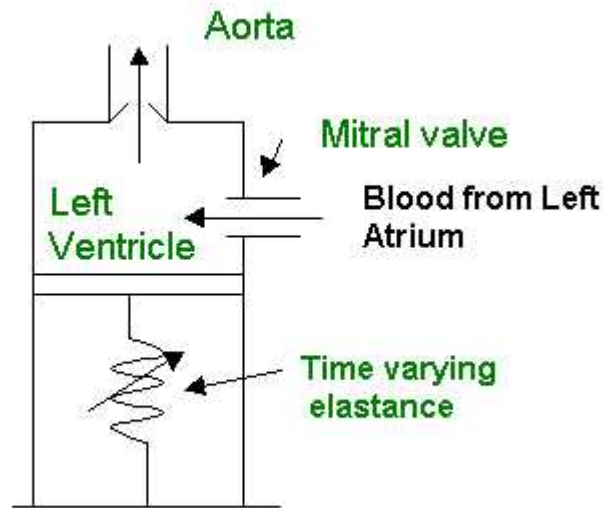 Aorta
Mitral valve
Left
Ventricle
Blood from Left
Atrium
Time varying
elastance